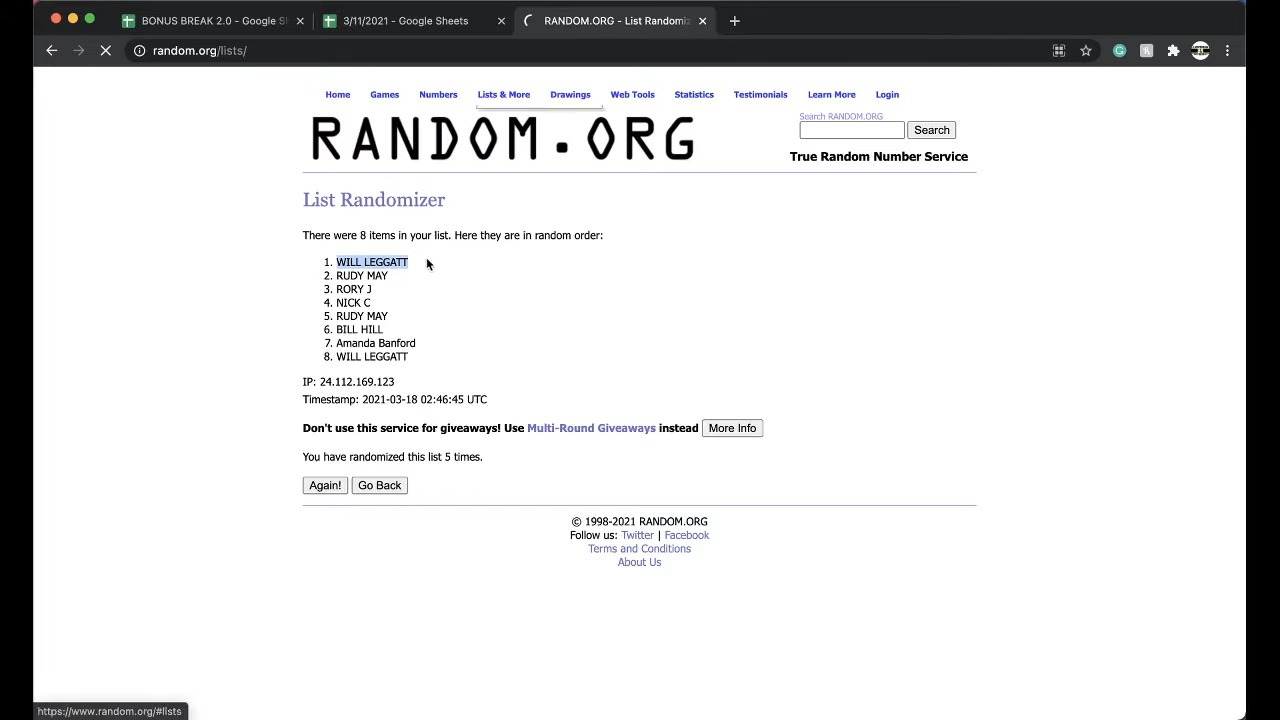 BONUS BREAK 2.0 - Google Sh
3/11/2021 - Google Sheets
RANDOM.ORG - List Randomiz
random.org/lists/
Home Games Numbers Lists & More Drawings Web Tools Statistics Testimonials Learn More Login
RANDOM.ORG
Search RANDOM.ORG
Search
True Random Number Service
List Randomizer
There were 8 items in your list. Here they are in random order:
1. WILL LEGGATT
2. RUDY MAY
3. RORY J
4. NICK C
5. RUDY MAY
6. BILL HILL
7. Amanda Banford
8. WILL LEGGATT
IP: 24.112.169.123
Timestamp: 2021-03-18 02:46:45 UTC
Don't use this service for giveaways! Use Multi-Round Giveaways instead More Info
You have randomized this list 5 times.
Again! Go Back
© 1998-2021 RANDOM.ORG
Follow us: Twitter | Facebook
Terms and Conditions
About Us
https://www.random.org/#lists